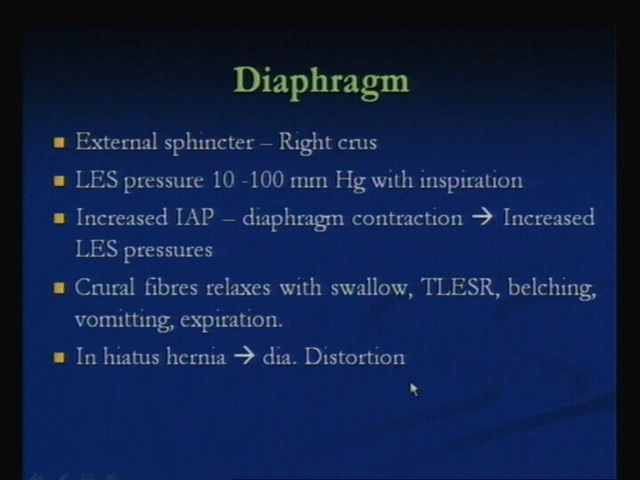 Diaphragm
External sphincter – Right crus
LES pressure 10 -100 mm Hg with inspiration
Increased IAP – diaphragm contraction → Increased
LES pressures
Crural fibres relaxes with swallow, TLESR, belching,
vomitting, expiration.
In hiatus hernia → dia. Distortion